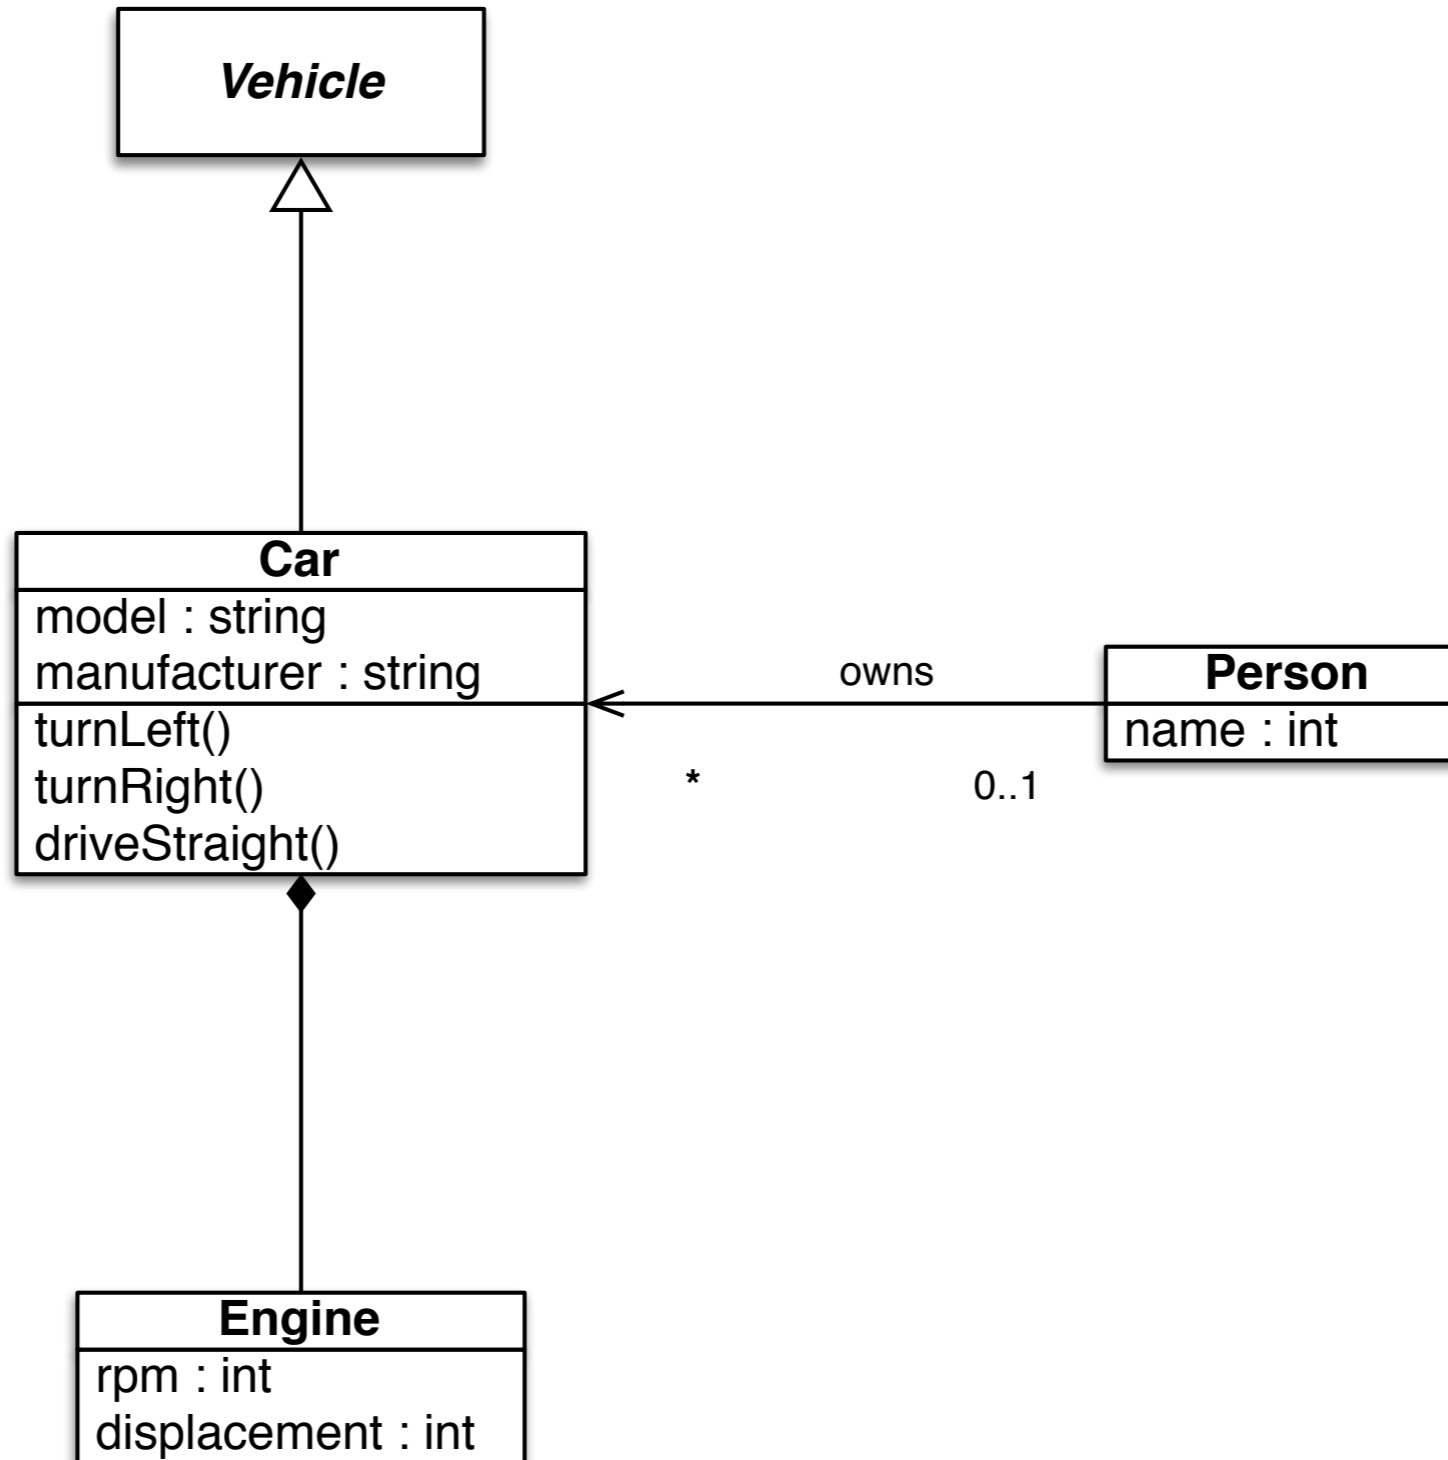 Vehicle
Car
model : string
manufacturer : string
turnLeft()
turnRight()
driveStraight()
owns
*
0..1
Person
name : int
Engine
rpm : int
displacement : int